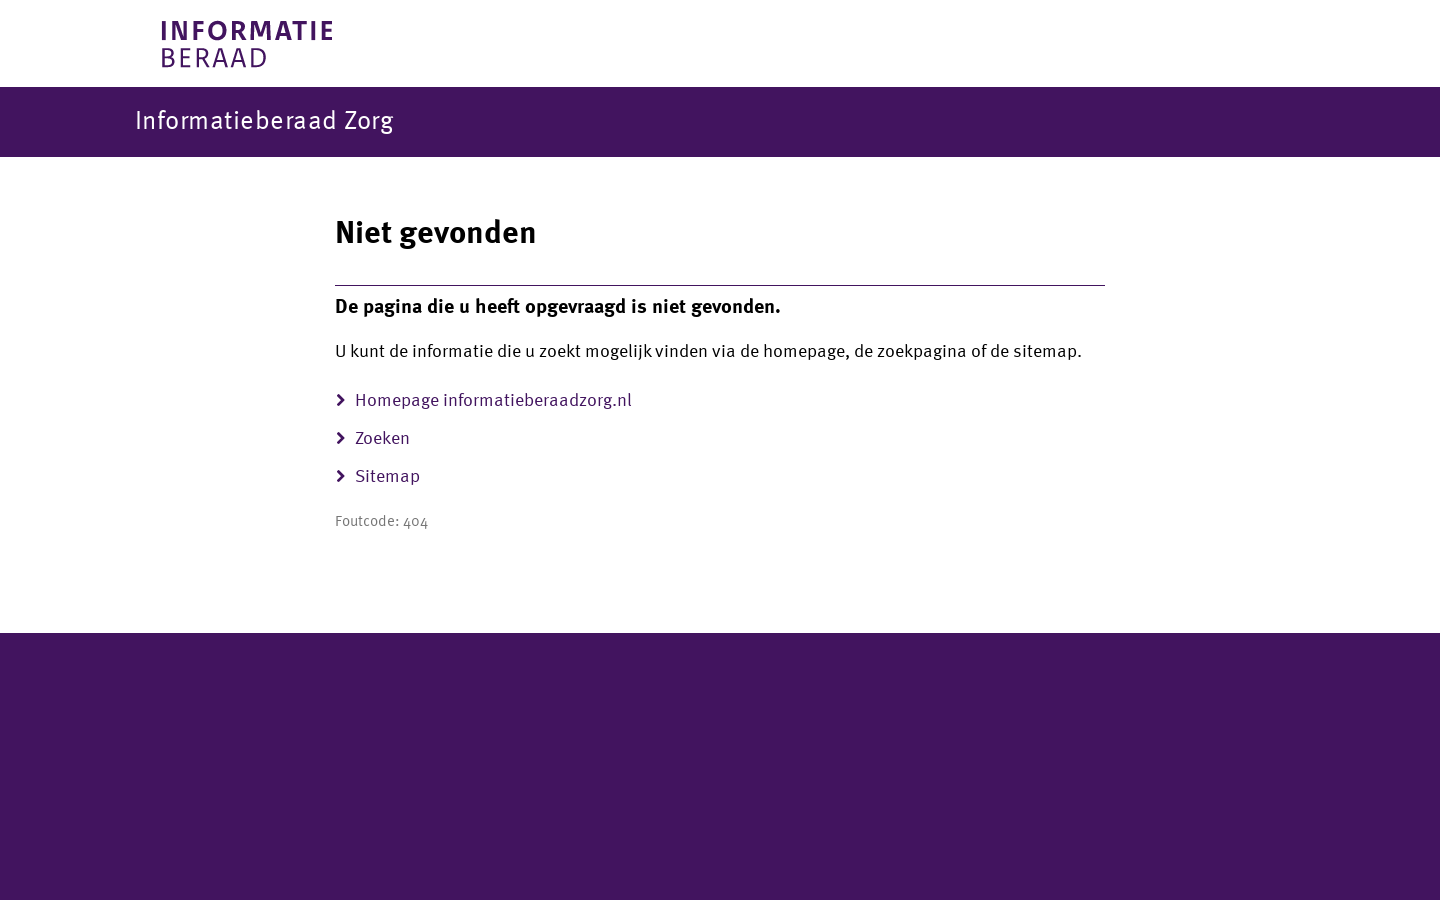 INFORMATIE
BERAAD
Informatieberaad Zorg
Niet gevonden
De pagina die u heeft opgevraagd is niet gevonden.
U kunt de informatie die u zoekt mogelijk vinden via de homepage, de zoekpagina of de sitemap.
Homepage informatieberaadzorg.nl
Zoeken
Sitemap
Foutcode: 404